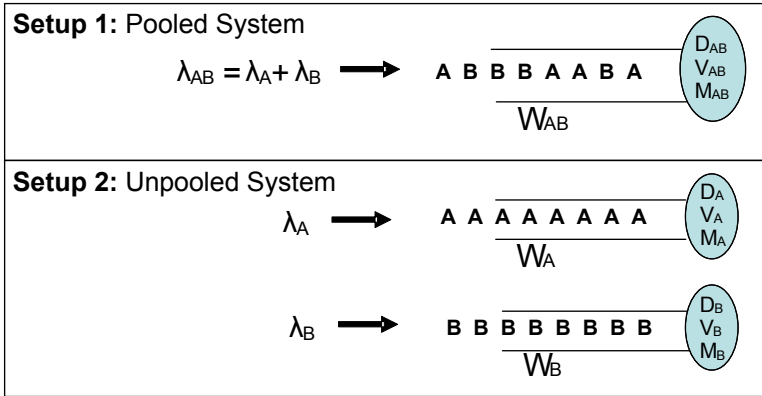 Setup 1: Pooled System
λAB = λA+ λB
A B B B A A B A
WAB
DAB
VAB
MAB
Setup 2: Unpooled System
λA
A A A A A A A A
WA
DA
VA
MA
λB
B B B B B B B B
WB
DB
VB
MB